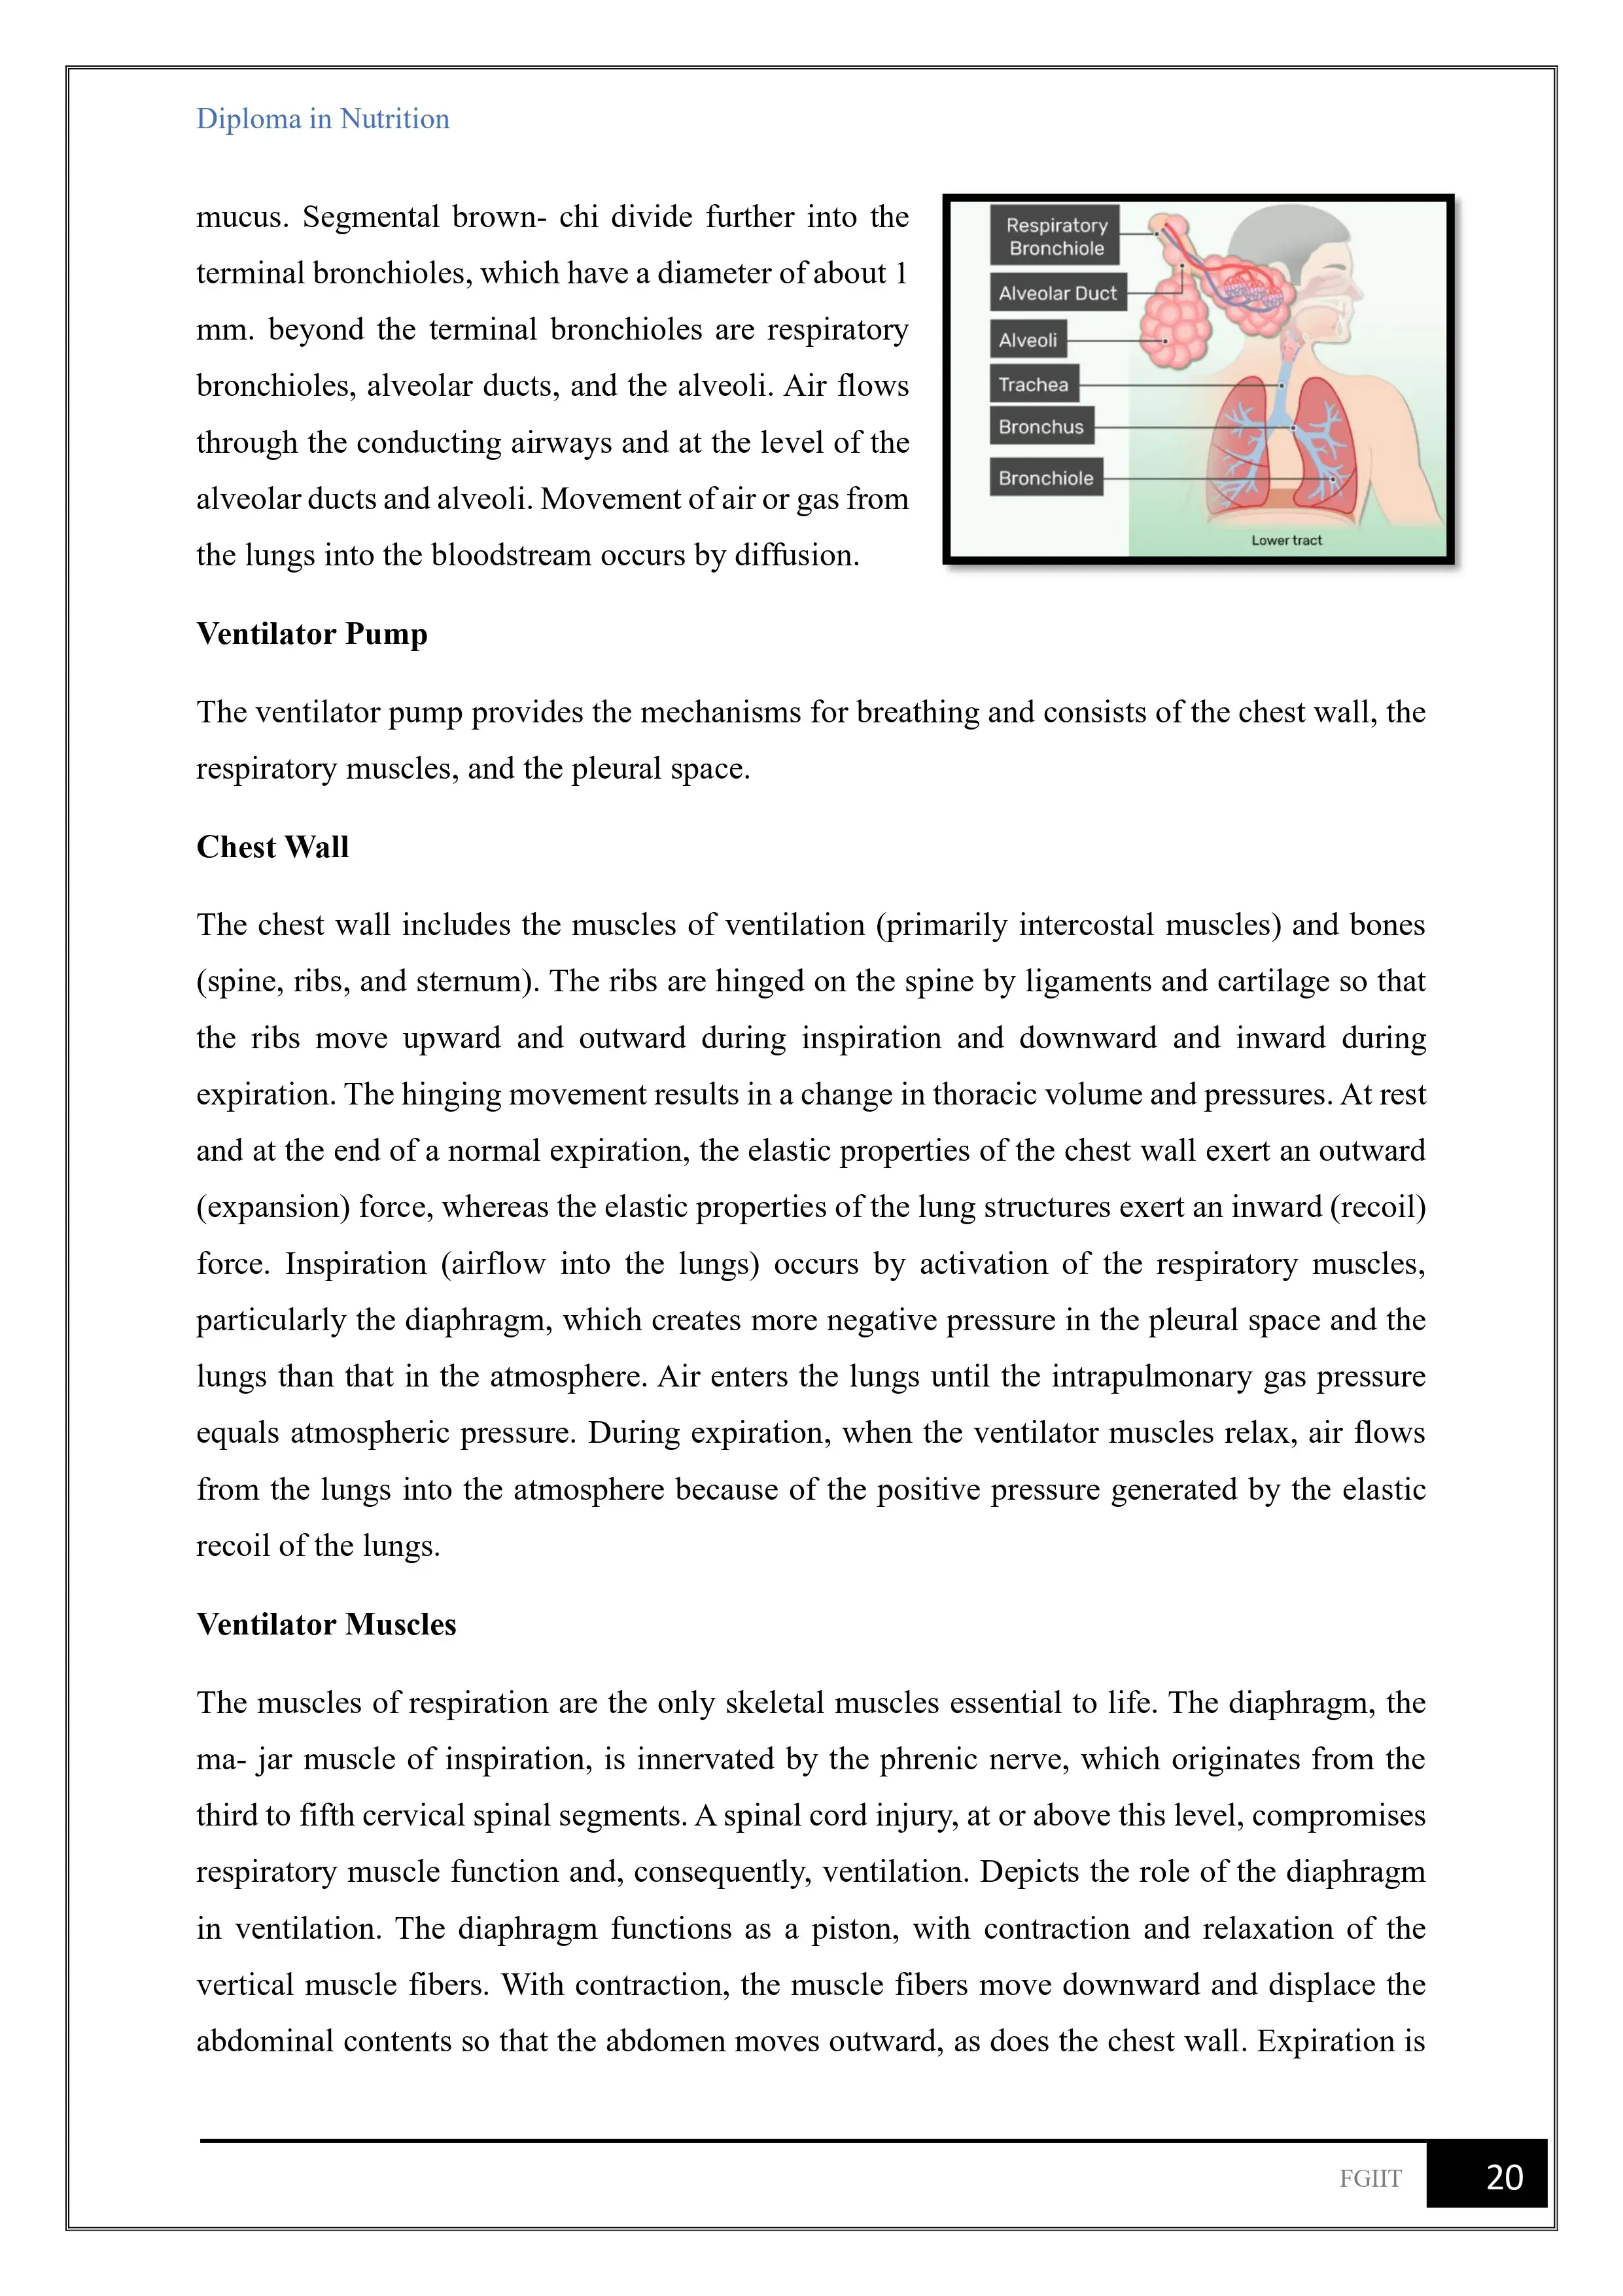 Diploma in Nutrition
mucus. Segmental brown- chi divide further into the
terminal bronchioles, which have a diameter of about 1
mm. beyond the terminal bronchioles are respiratory
bronchioles, alveolar ducts, and the alveoli. Air flows
through the conducting airways and at the level of the
alveolar ducts and alveoli. Movement of air or gas from
the lungs into the bloodstream occurs by diffusion.
Respiratory
Bronchiole
Alveolar Duct
Alveoli
Trachea
Bronchus
Bronchiole
Lower tract
Ventilator Pump
The ventilator pump provides the mechanisms for breathing and consists of the chest wall, the
respiratory muscles, and the pleural space.
Chest Wall
The chest wall includes the muscles of ventilation (primarily intercostal muscles) and bones
(spine, ribs, and sternum). The ribs are hinged on the spine by ligaments and cartilage so that
the ribs move upward and outward during inspiration and downward and inward during
expiration. The hinging movement results in a change in thoracic volume and pressures. At rest
and at the end of a normal expiration, the elastic properties of the chest wall exert an outward
(expansion) force, whereas the elastic properties of the lung structures exert an inward (recoil)
force. Inspiration (airflow into the lungs) occurs by activation of the respiratory muscles,
particularly the diaphragm, which creates more negative pressure in the pleural space and the
lungs than that in the atmosphere. Air enters the lungs until the intrapulmonary gas pressure
equals atmospheric pressure. During expiration, when the ventilator muscles relax, air flows
from the lungs into the atmosphere because of the positive pressure generated by the elastic
recoil of the lungs.
Ventilator Muscles
The muscles of respiration are the only skeletal muscles essential to life. The diaphragm, the
ma- jar muscle of inspiration, is innervated by the phrenic nerve, which originates from the
third to fifth cervical spinal segments. A spinal cord injury, at or above this level, compromises
respiratory muscle function and, consequently, ventilation. Depicts the role of the diaphragm
in ventilation. The diaphragm functions as a piston, with contraction and relaxation of the
vertical muscle fibers. With contraction, the muscle fibers move downward and displace the
abdominal contents so that the abdomen moves outward, as does the chest wall. Expiration is
FGIIT
20